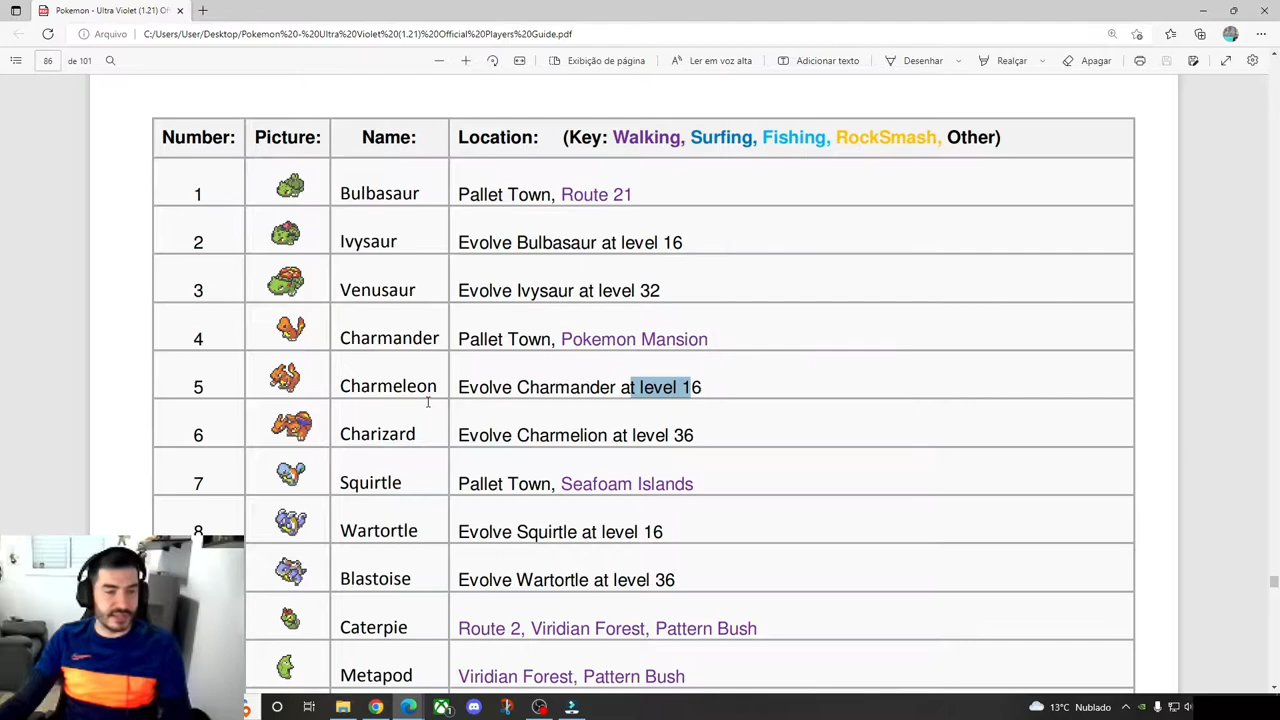 Pokemon - Ultra Violet (1.21) Of
Arquivo
C:/Users/User/Desktop/Pokemon%20-%20Ultra%20Violet%20(1.21)%20Official%20Players%20Guide.pdf
86 de 101
Exibição de página
Ler em voz alta
Adicionar texto
Desenhar
Realçar
Apagar
Number: Picture: Name: Location: (Key: Walking, Surfing, Fishing, RockSmash, Other)
1 Bulbasaur Pallet Town, Route 21
2 Ivysaur Evolve Bulbasaur at level 16
3 Venusaur Evolve Ivysaur at level 32
4 Charmander Pallet Town, Pokemon Mansion
5 Charmeleon Evolve Charmander at level 16
6 Charizard Evolve Charmelion at level 36
7 Squirtle Pallet Town, Seafoam Islands
8 Wartortle Evolve Squirtle at level 16
Blastoise Evolve Wartortle at level 36
Caterpie Route 2, Viridian Forest, Pattern Bush
Metapod Viridian Forest, Pattern Bush
13°C Nublado